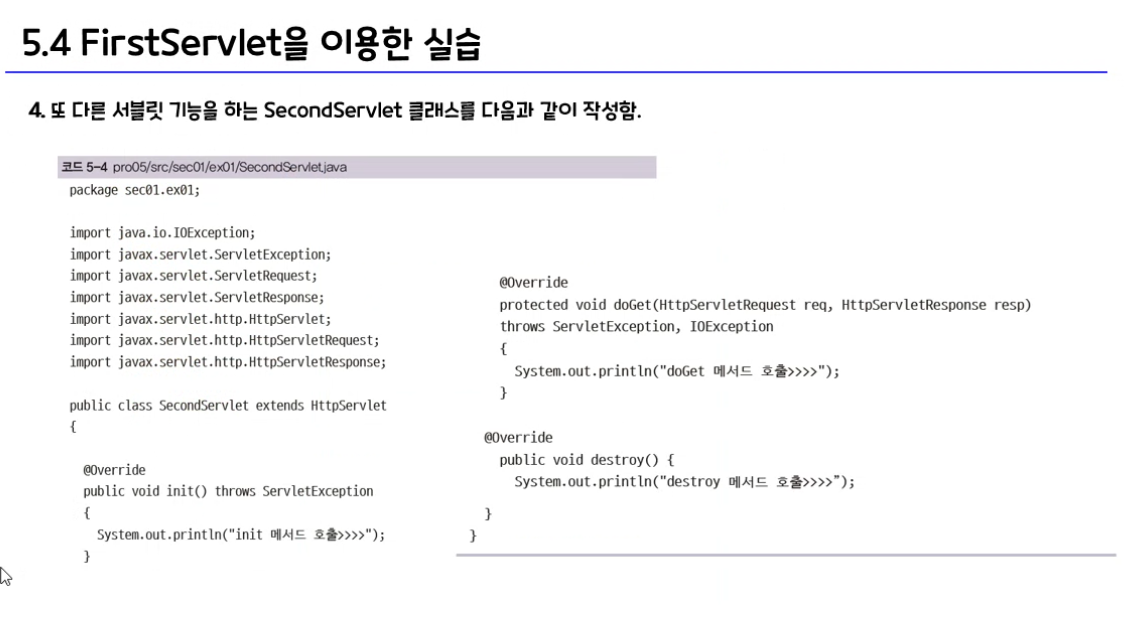 5.4 FirstServlet을 이용한 실습
4. 또 다른 서블릿 기능을 하는 SecondServlet 클래스를 다음과 같이 작성함.
코드 5-4 pro05/src/sec01/ex01/SecondServlet.java
package sec01.ex01;
import java.io.IOException;
import javax.servlet.ServletException;
import javax.servlet.ServletRequest;
import javax.servlet.ServletResponse;
import javax.servlet.http.HttpServlet;
import javax.servlet.http.HttpServletRequest;
import javax.servlet.http.HttpServletResponse;
public class SecondServlet extends HttpServlet
{
@Override
public void init() throws ServletException
{
System.out.println("init 메서드 호출>>>>");
}
@Override
protected void doGet(HttpServletRequest req, HttpServletResponse resp)
throws ServletException, IOException
{
System.out.println("doGet 메서드 호출>>>>");
}
@Override
public void destroy() {
System.out.println("destroy 메서드 호출>>>>");
}
}